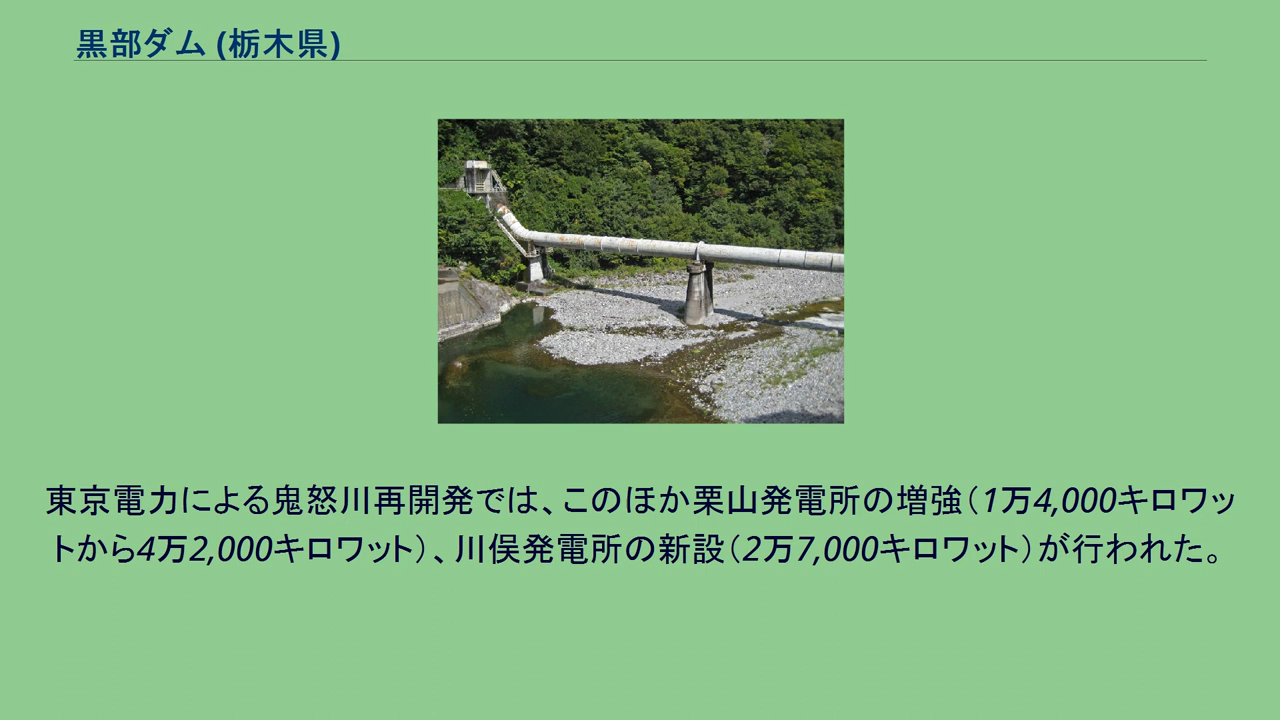 黒部ダム (栃木県)
東京電力による鬼怒川再開発では、このほか栗山発電所の増強（1万4,000キロワッ
トから4万2,000キロワット）、川俣発電所の新設（2万7,000キロワット）が行われた。